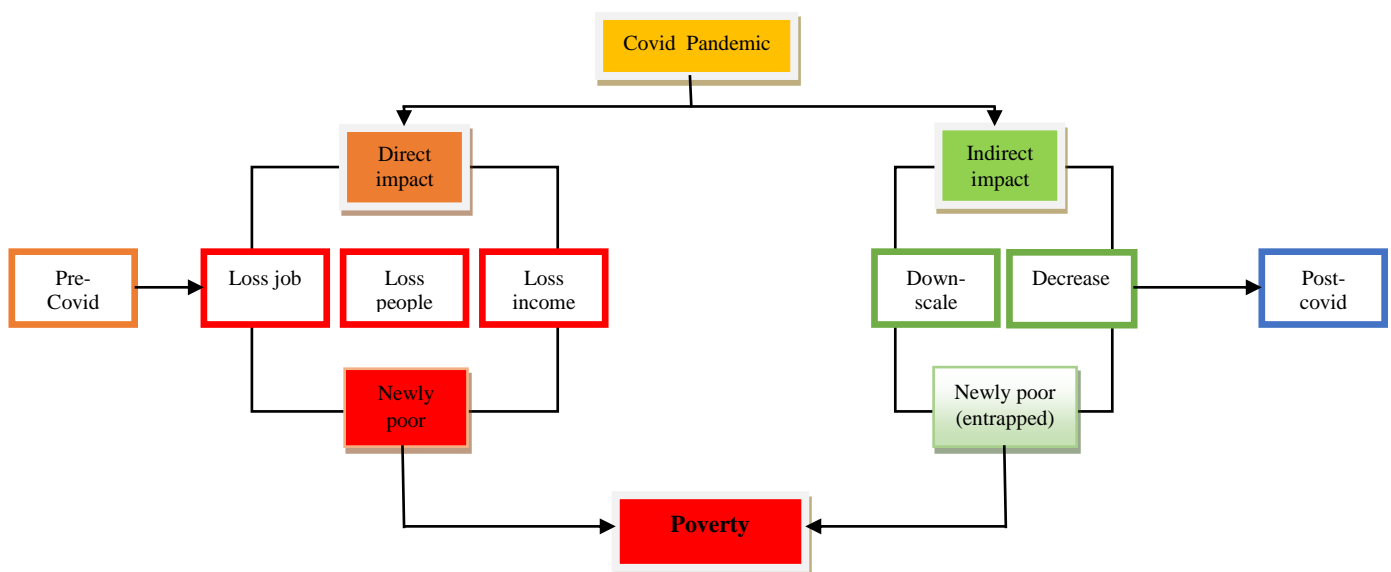 Covid Pandemic
Direct
impact
Indirect
impact
Pre-
Covid
Loss job
Loss
people
Loss
income
Down-
scale
Decrease
Post-
covid
Newly
poor
Newly poor
(entrapped)
Poverty